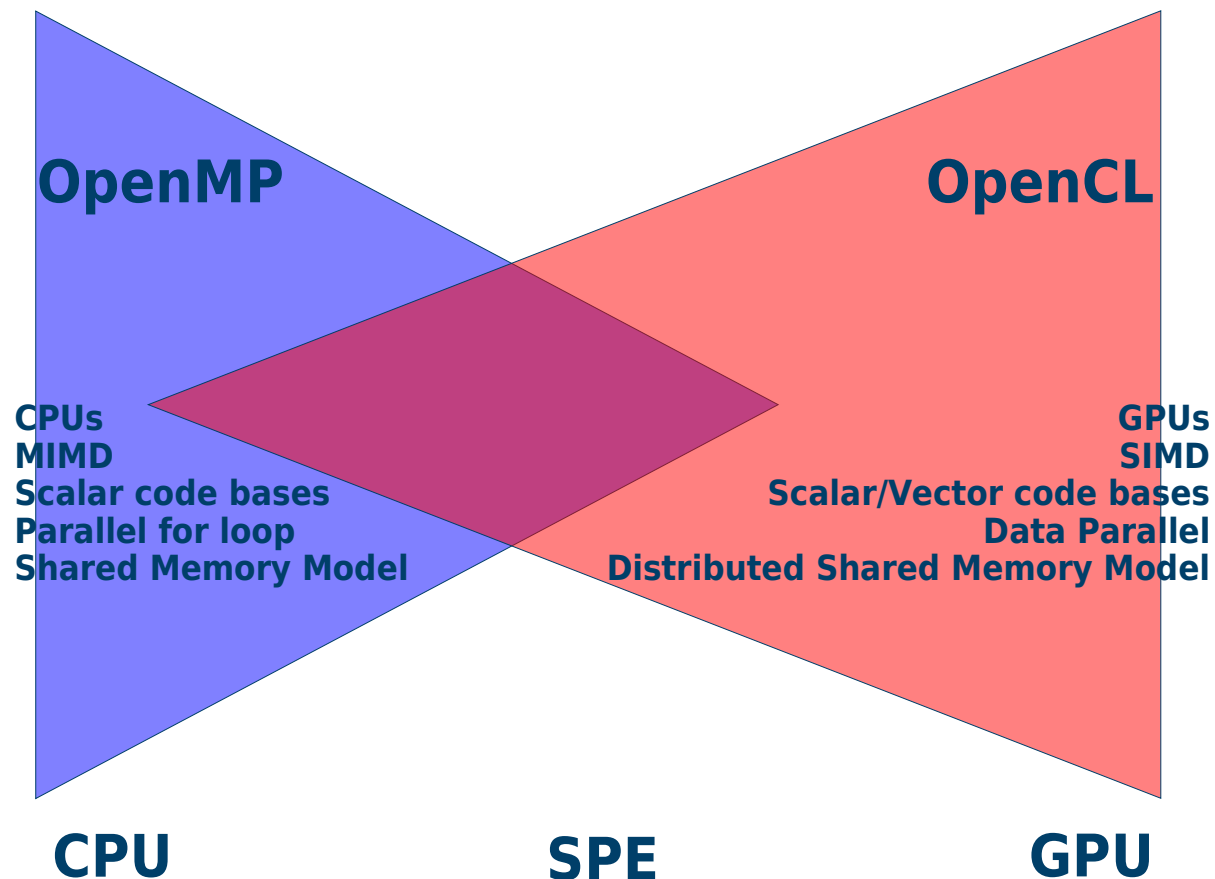 OpenMP
OpenCL
CPUs
MIMD
Scalar code bases
Parallel for loop
Shared Memory Model
GPUs
SIMD
Scalar/Vector code bases
Data Parallel
Distributed Shared Memory Model
CPU
SPE
GPU